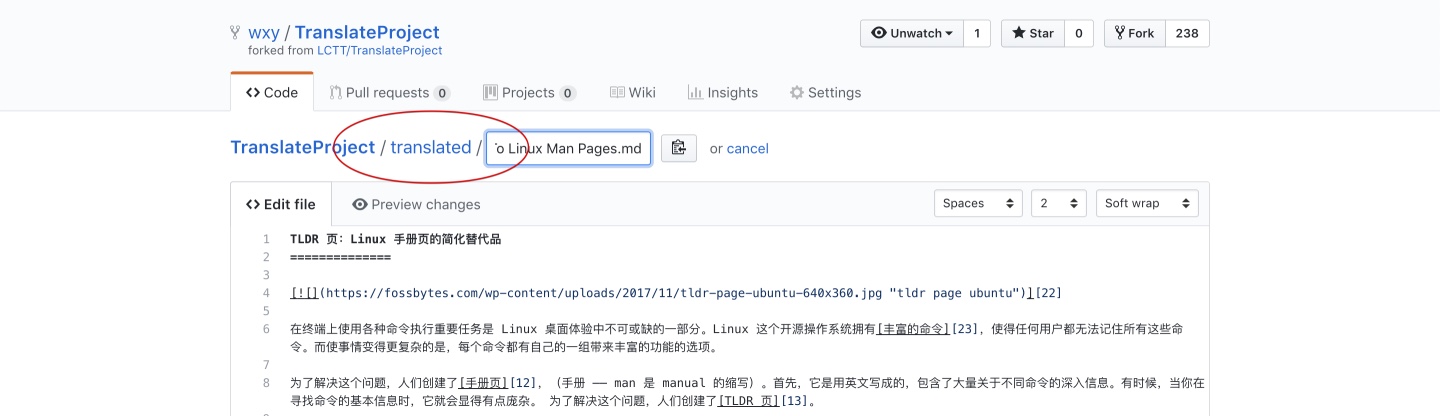 wxy / TranslateProject
forked from LCTT/TranslateProject
Unwatch 1 Star 0 Fork 238
Code Pull requests 0 Projects 0 Wiki Insights Settings
TranslateProject / translated / o Linux Man Pages.md or cancel
Edit file Preview changes Spaces 2 Soft wrap
1 TLDR 页：Linux 手册页的简化替代品
2 ==============
3
4 [![](https://fossbytes.com/wp-content/uploads/2017/11/tldr-page-ubuntu-640x360.jpg "tldr page ubuntu")][22]
5
6 在终端上使用各种命令执行重要任务是 Linux 桌面体验中不可或缺的一部分。Linux 这个开源操作系统拥有[丰富的命令][23]，使得任何用户都无法记住所有这些命
令。而使事情变得更复杂的是，每个命令都有自己的一组带来丰富的功能的选项。
7
8 为了解决这个问题，人们创建了[手册页][12]，（手册 —— man 是 manual 的缩写）。首先，它是用英文写成的，包含了大量关于不同命令的深入信息。有时候，当你在
寻找命令的基本信息时，它就会显得有点庞杂。 为了解决这个问题，人们创建了[TLDR 页][13]。